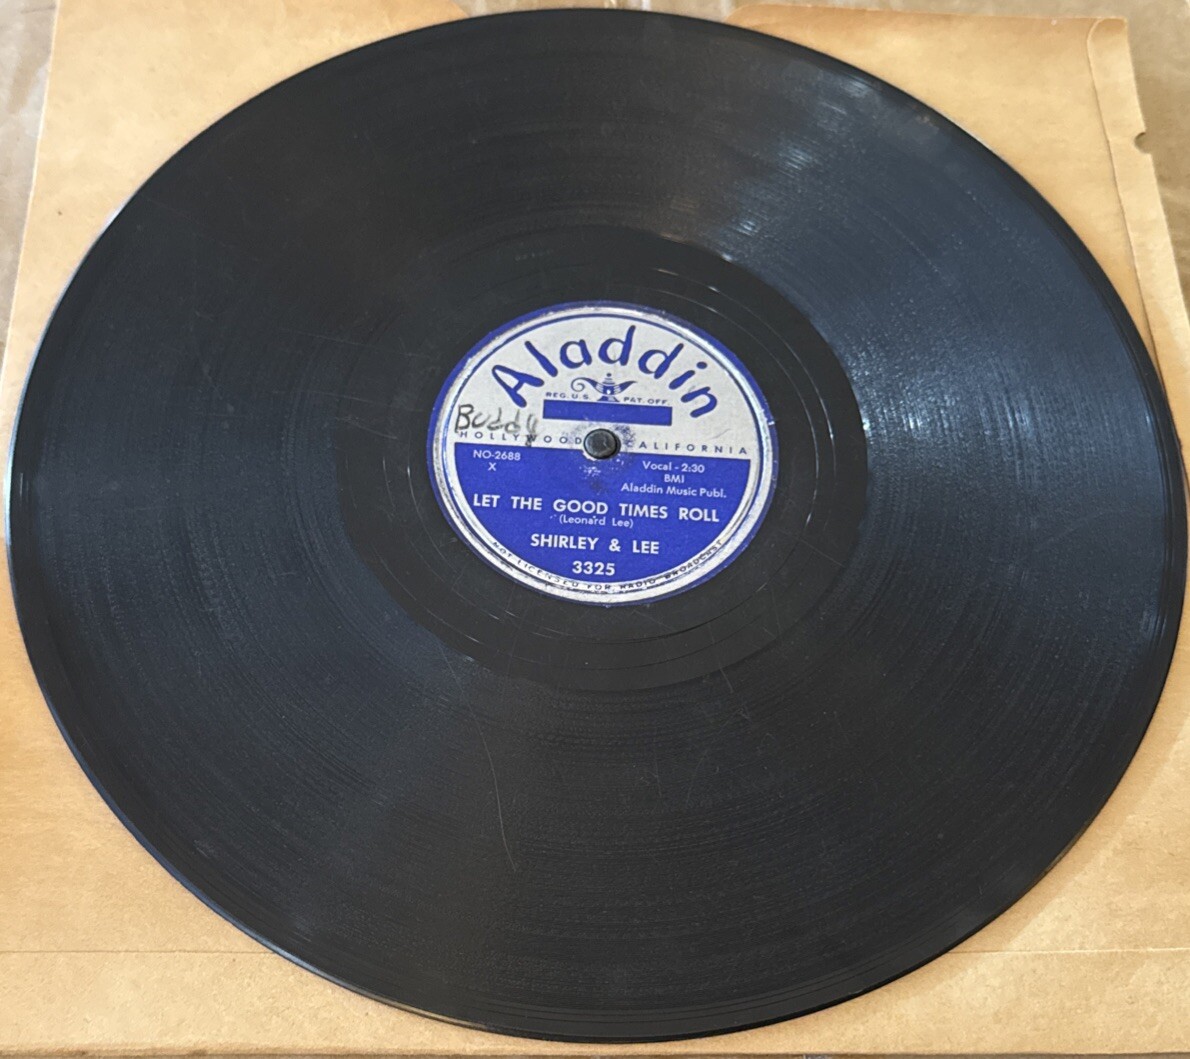 Aladdin
REG. U.S. PAT. OFF.
Buddy
HOLLYWOOD CALIFORNIA
NO-2688
X
Vocal - 2:30
BMI
Aladdin Music Publ.
LET THE GOOD TIMES ROLL
(Leonard Lee)
SHIRLEY & LEE
3325
NOT LICENSED FOR RADIO BROADCAST